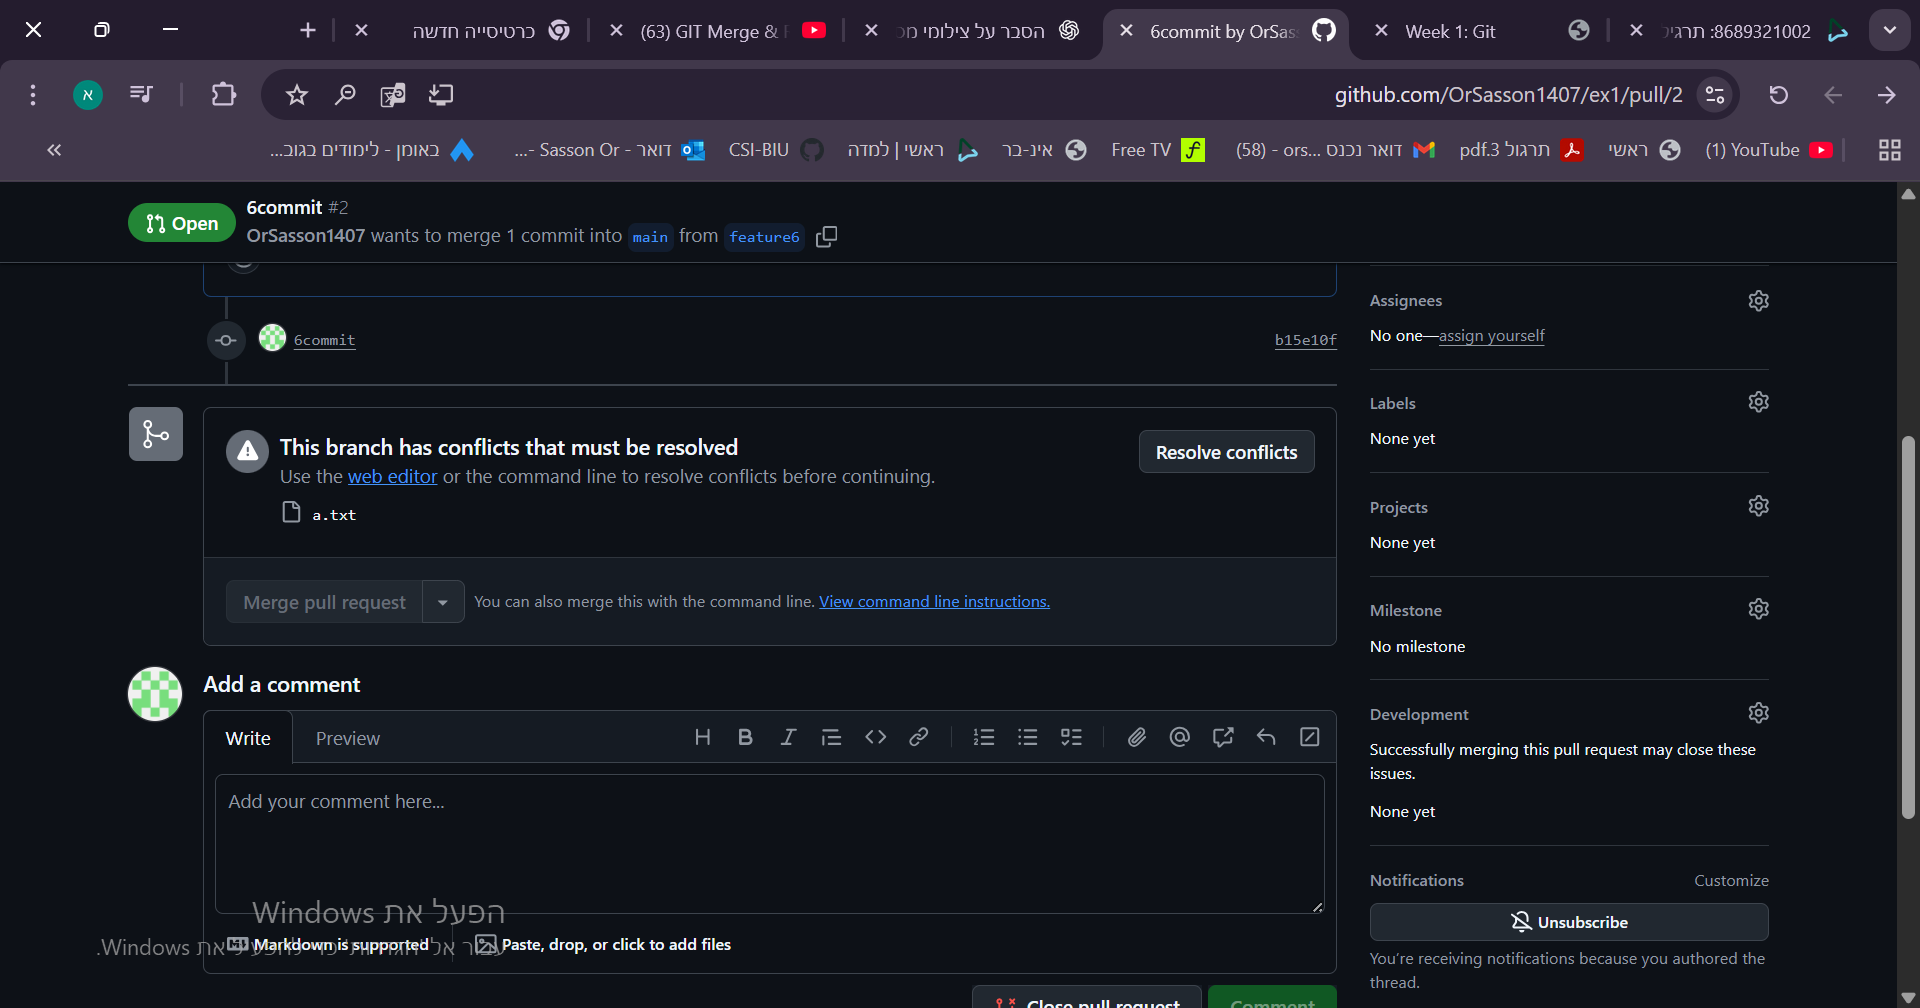 כרטיסייה חדשה
(63) GIT Merge &
הסבר על צילומי מכ
6commit by OrSas
Week 1: Git
8689321002: תרגיל
א
github.com/OrSasson1407/ex1/pull/2
באומן - לימודים בגוב...
דואר - Sasson Or -...
CSI-BIU
ראשי | למדה
אינ-בר
Free TV
דואר נכנס (58) - ors...
תרגול 3.pdf
ראשי
(1) YouTube
Open
6commit #2
OrSasson1407 wants to merge 1 commit into main from feature6
6commit
b15e10f
This branch has conflicts that must be resolved
Use the web editor or the command line to resolve conflicts before continuing.
a.txt
Resolve conflicts
Merge pull request
You can also merge this with the command line. View command line instructions.
Add a comment
Write
Preview
Add your comment here...
Markdown is supported
Paste, drop, or click to add files
Close pull request
Comment
Assignees
No one—assign yourself
Labels
None yet
Projects
None yet
Milestone
No milestone
Development
Successfully merging this pull request may close these
issues.
None yet
Notifications
Customize
Unsubscribe
You're receiving notifications because you authored the
thread.
הפעל את Windows
עבור אל הגדרות כדי להפעיל את Windows.